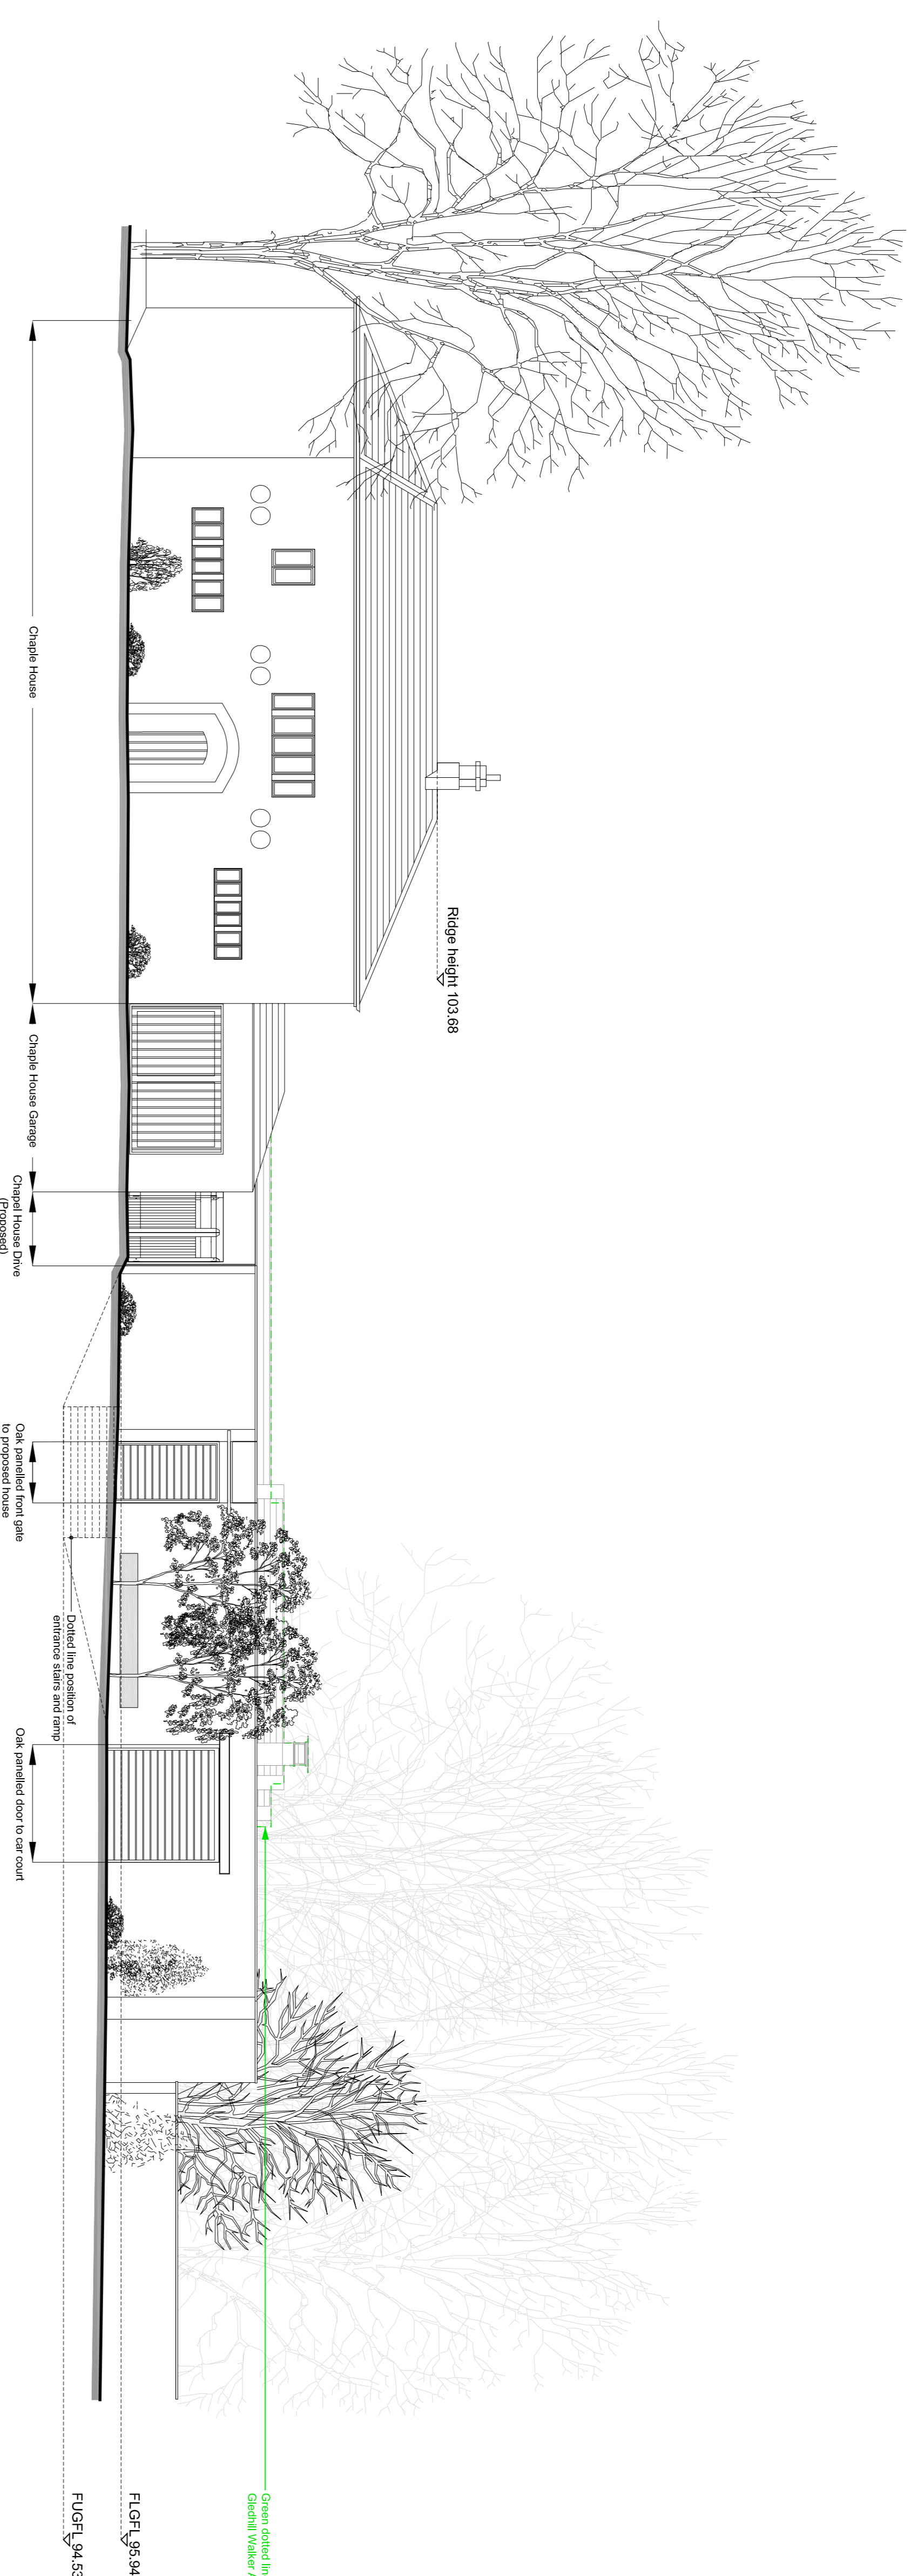 Ridge height 103.68
Chaple House
Chaple House Garage
Chapel House Drive
(Proposed)
Oak panelled front gate
to proposed house
Dotted line position of
entrance stairs and ramp
Oak panelled door to car court
Green dotted
Gledhill Walker
FLGFL 95.94
FUGFL 94.53